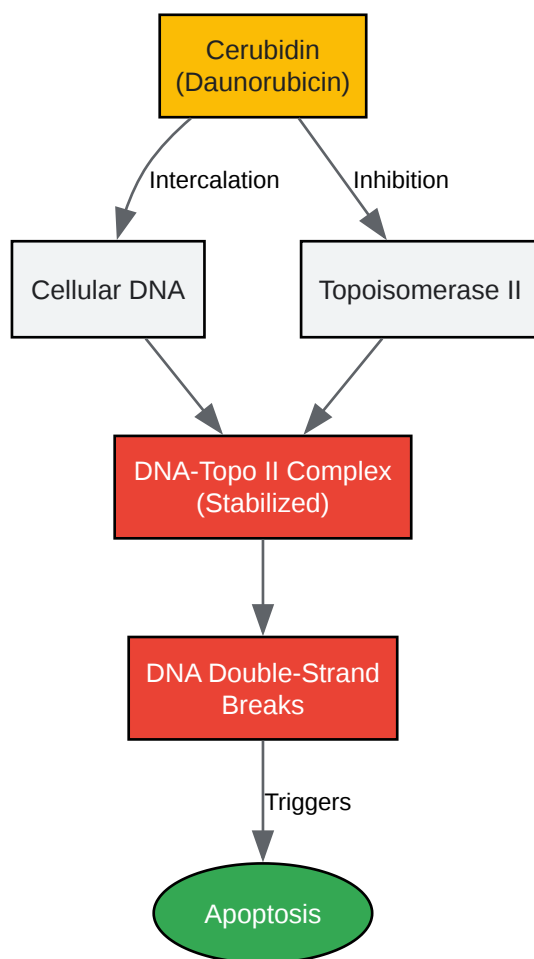 Cerubidin
(Daunorubicin)
Intercalation
Inhibition
Cellular DNA
Topoisomerase II
DNA-Topo II Complex
(Stabilized)
DNA Double-Strand
Breaks
Triggers
Apoptosis